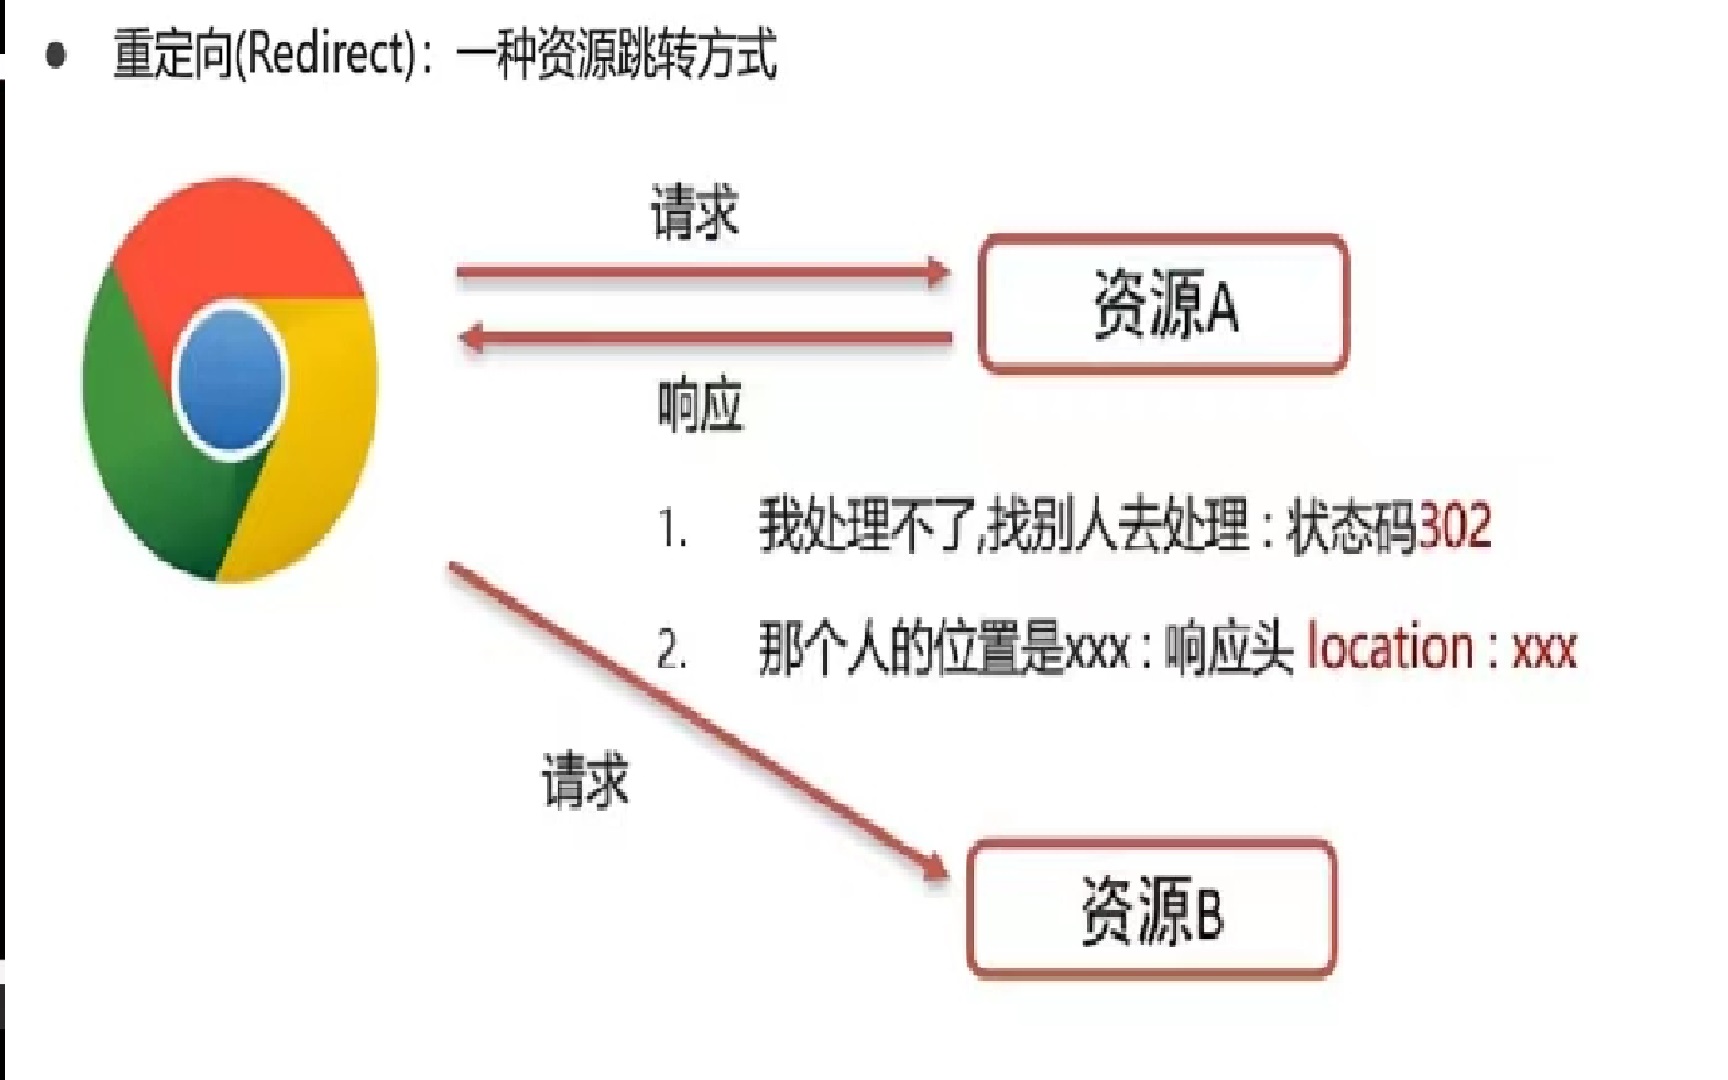 • 重定向(Redirect)：一种资源跳转方式
请求
资源A
响应
1. 我处理不了,找别人去处理：状态码302
2. 那个人的位置是xxx：响应头 location：xxx
请求
资源B